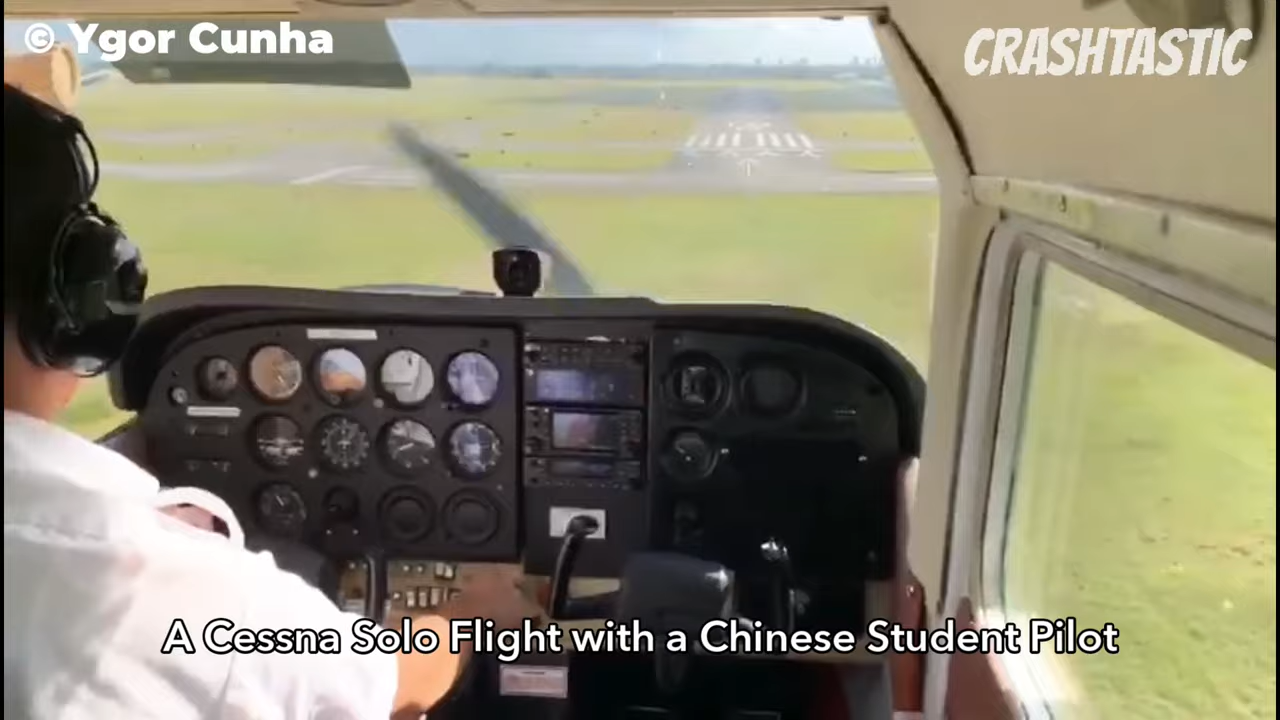 © Ygor Cunha
CRASHTASTIC
A Cessna Solo Flight with a Chinese Student Pilot